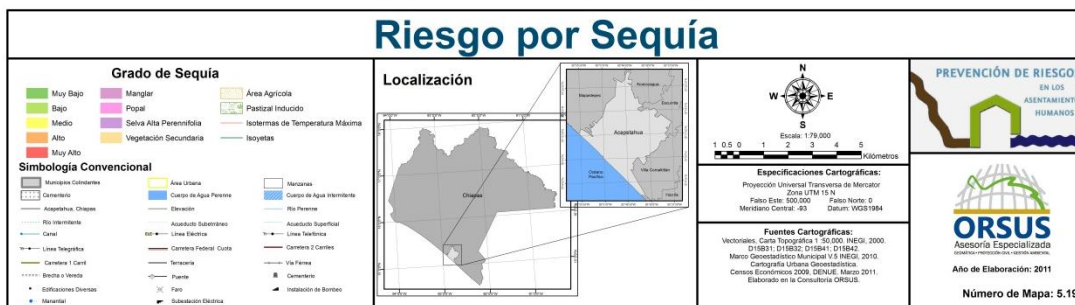 Riesgo por Sequía
Grado de Sequía
Muy Bajo
Bajo
Medio
Alto
Muy Alto
Manglar
Popal
Selva Alta Perennifolia
Vegetación Secundaria
Área Agrícola
Pastizal Inducido
Isotermas de Temperatura Máxima
Isoyetas
Simbología Convencional
Municipios Colindantes
Cementerio
Acapetahua, Chiapas
Río Intermitente
Canal
Línea Telegráfica
Carretera 1 Carril
Brecha o Vereda
Edificaciones Diversas
Manantial
Área Urbana
Cuerpo de Agua Perenne
Elevación
Acueducto Subterráneo
Línea Eléctrica
Carretera Federal Cuota
Terracería
Puente
Faro
Subestación Eléctrica
Manzanas
Cuerpo de Agua Intermitente
Río Perenne
Acueducto Superficial
Línea Telefónica
Carretera 2 Carriles
Vía Férrea
Cementerio
Instalación de Bombeo
Localización
Chiapas
Mapastepec
Acacoyagua
Escuintla
Acapetahua
Villa Comaltitlán
Océano
Pacífico
Huixtla
N
W
E
S
Escala: 1:79,000
1 0.5 0 1 2 3 4 5
Kilómetros
Especificaciones Cartográficas:
Proyección Universal Transversa de Mercator
Zona UTM 15 N
Falso Este: 500,000 Falso Norte: 0
Meridiano Central: -93 Datum: WGS1984
Fuentes Cartográficas:
Vectoriales, Carta Topográfica 1:50,000. INEGI, 2000.
D15B31; D15B32; D15B41; D15B42.
Marco Geoestadístico Municipal V.5 INEGI, 2010.
Cartografía Urbana Geoestadística.
Censos Económicos 2009, DENUE. Marzo 2011.
Elaborado en la Consultoría ORSUS.
PREVENCIÓN DE RIESGOS
EN LOS
ASENTAMIENTOS
HUMANOS
ORSUS
Asesoría Especializada
Año de Elaboración: 2011
Número de Mapa: 5.19